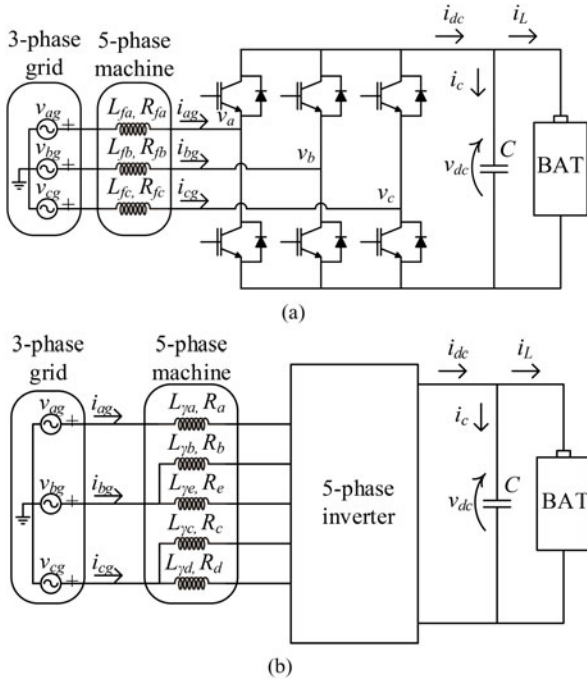 3-phase grid
5-phase machine
i_dc
i_L
v_ag
L_fa, R_fa
i_ag
v_a
i_c
v_bg
L_fb, R_fb
i_bg
v_b
v_dc
C
BAT
v_cg
L_fc, R_fc
i_cg
v_c
(a)
3-phase grid
5-phase machine
i_dc
i_L
v_ag
i_ag
L_γa, R_a
i_c
L_γb, R_b
v_bg
i_bg
L_γe, R_e
5-phase inverter
v_dc
C
BAT
L_γc, R_c
v_cg
i_cg
L_γd, R_d
(b)